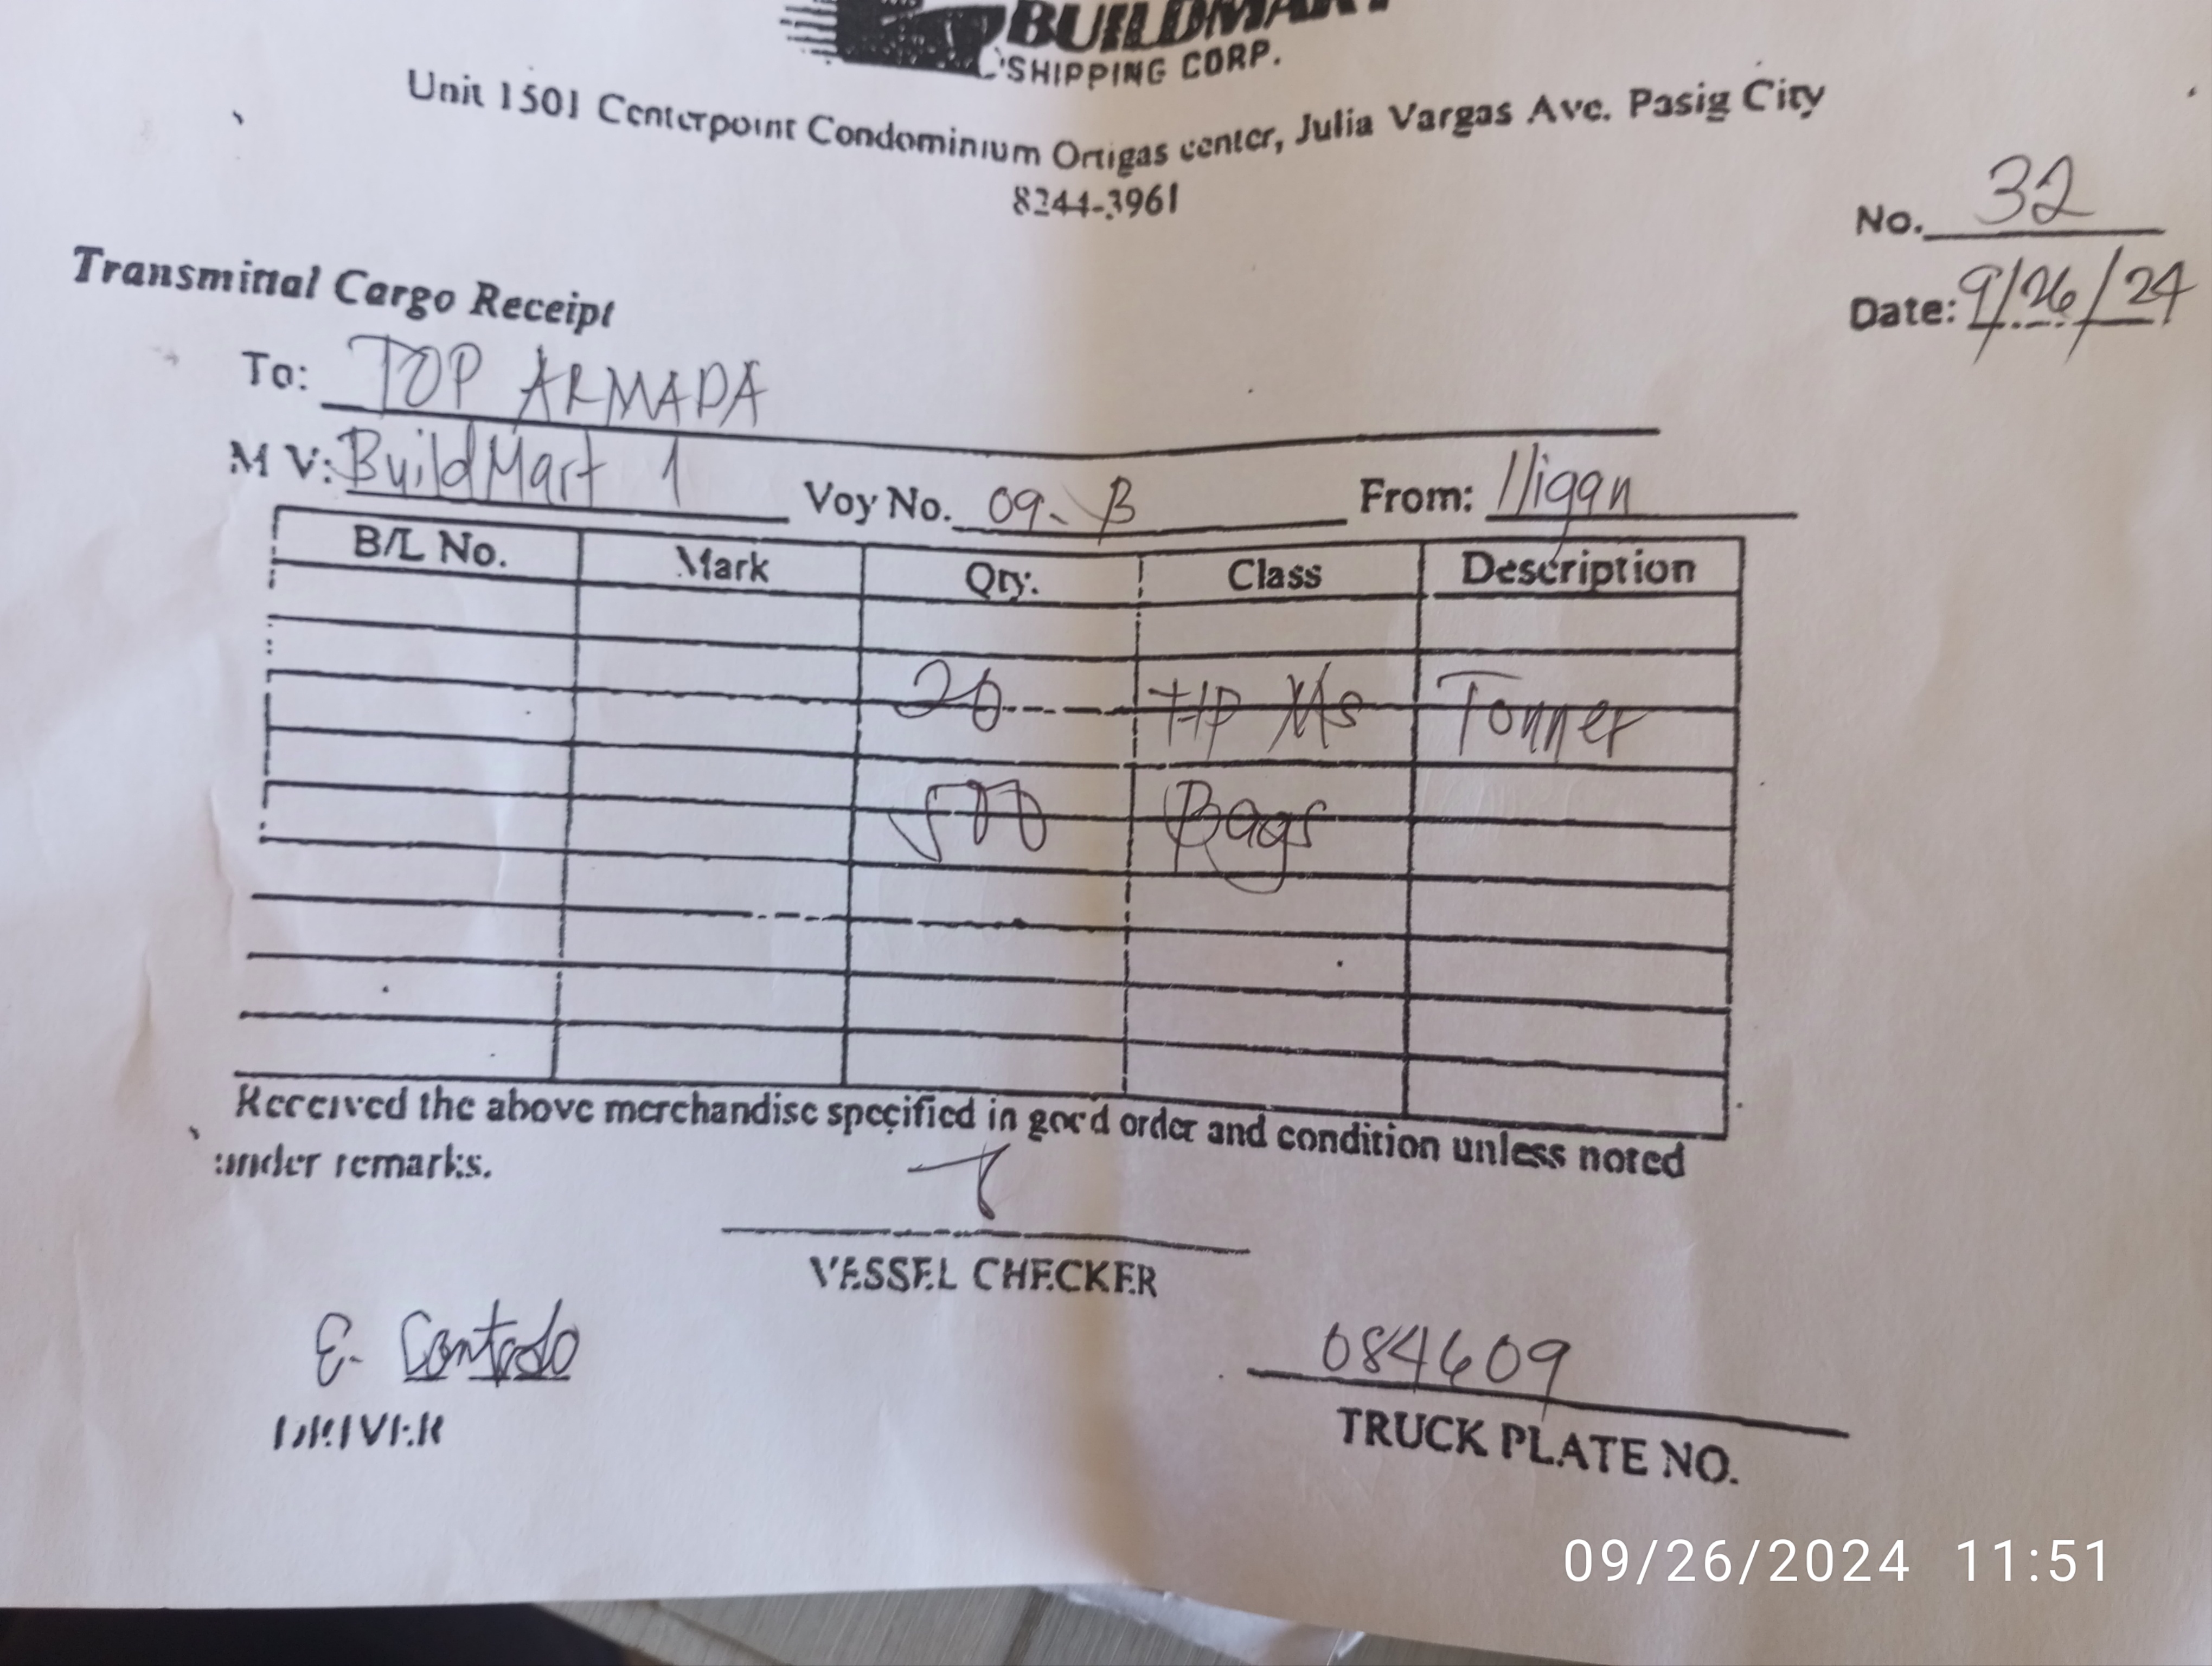 BUILDMART
SHIPPING CORP.
Unit 1501 Centerpoint Condominium Ortigas center, Julia Vargas Ave. Pasig City
8244-3961
No. 32
Date: 9/26/24
Transmittal Cargo Receipt
To: TOP ARMADA
M V: BuildMart 1 Voy No. 09-B From: Iligan
B/L No. Mark Qty. Class Description
20 Tonner
500 Bags
Received the above merchandise specified in good order and condition unless noted
under remarks.
VESSEL CHECKER
E.
DRIVER
084609
TRUCK PLATE NO.
09/26/2024 11:51